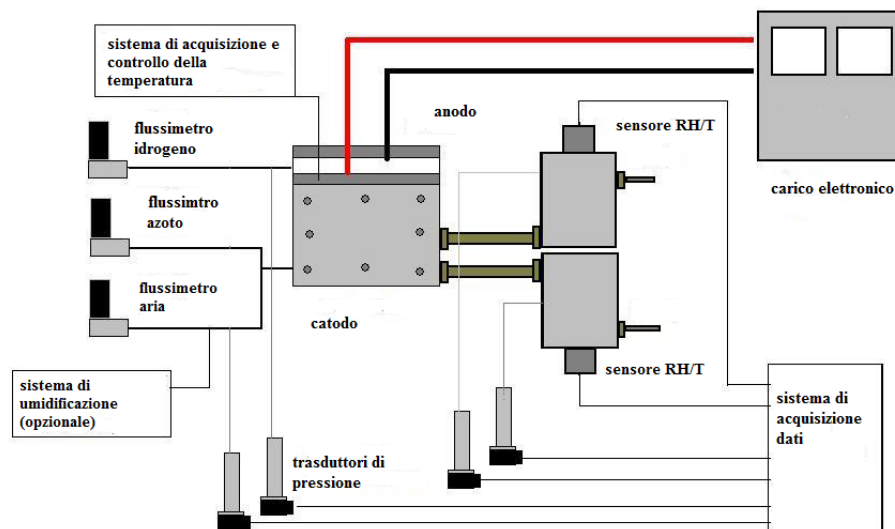 sistema di acquisizione e
controllo della
temperatura
anodo
flussimetro
idrogeno
sensore RH/T
carico elettronico
flussimtro
azoto
flussimetro
aria
catodo
sensore RH/T
sistema di
umidificazione
(opzionale)
sistema di
acquisizione
dati
trasduttori di
pressione